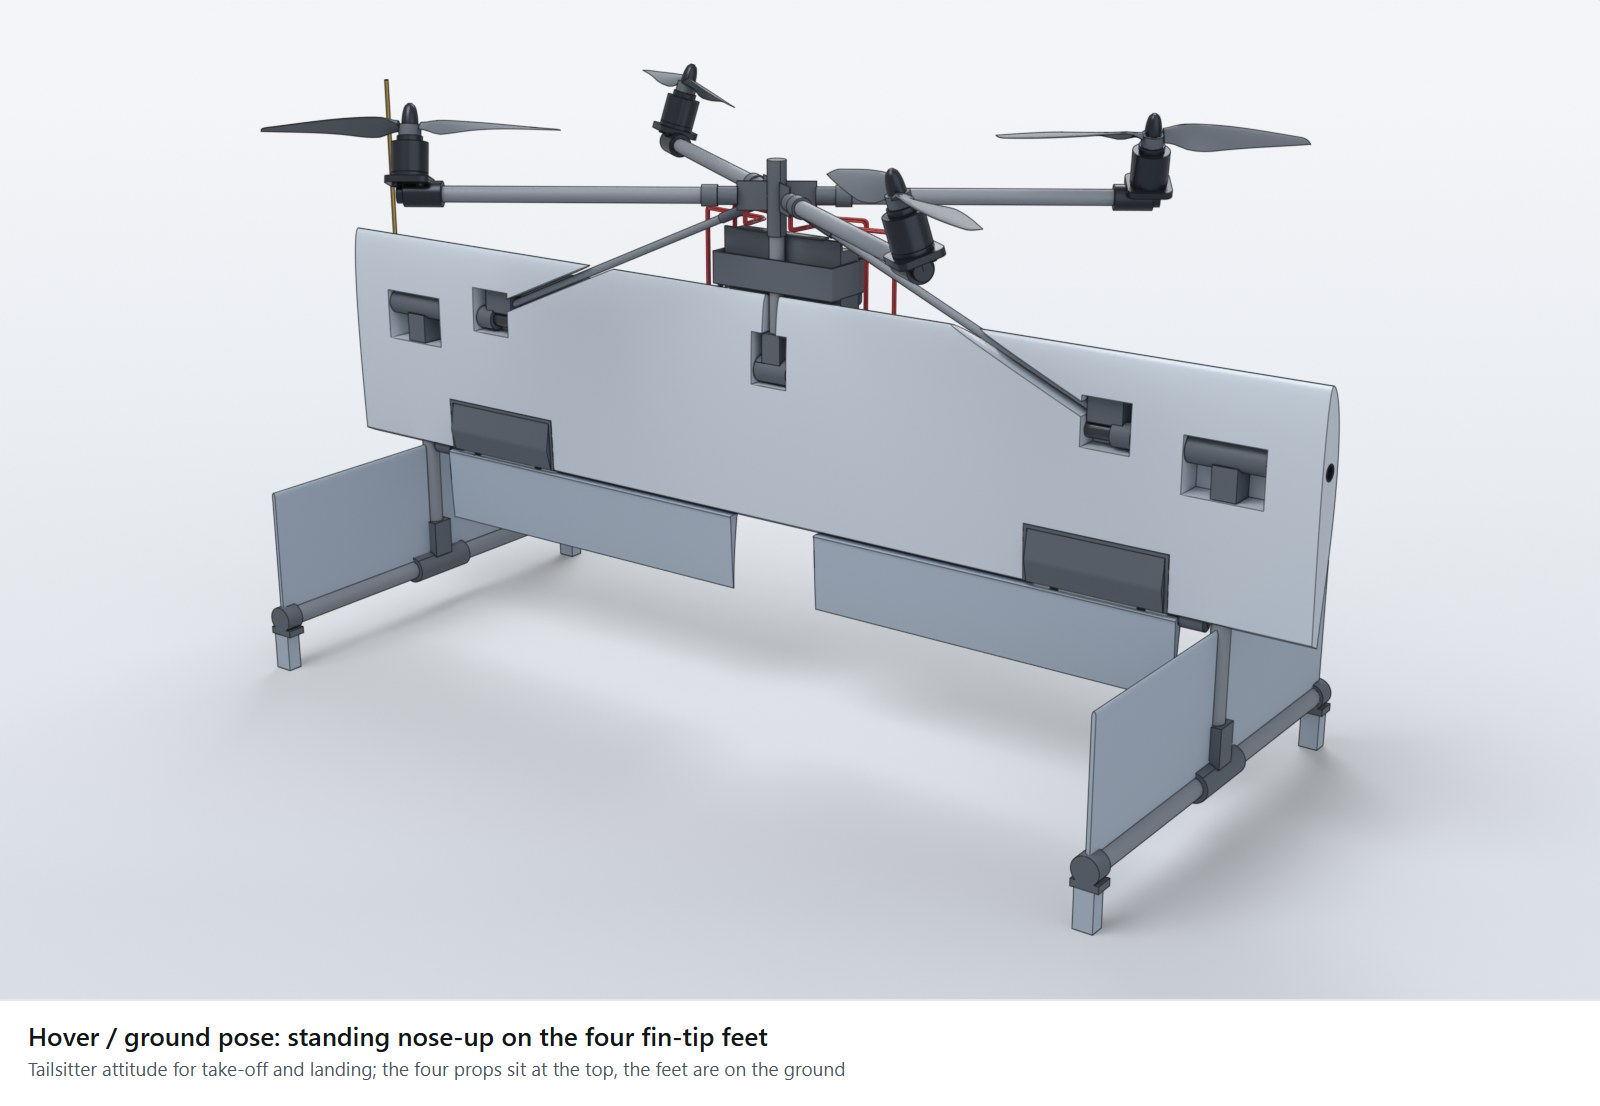 Hover / ground pose: standing nose-up on the four fin-tip feet
Tailsitter attitude for take-off and landing; the four props sit at the top, the feet are on the ground